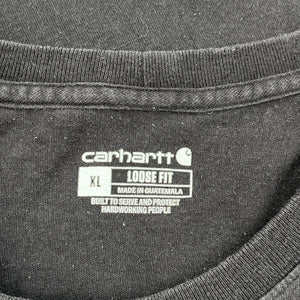 carhartt
XL LOOSE FIT
MADE IN GUATEMALA
BUILT TO SERVE AND PROTECT
HARDWORKING PEOPLE